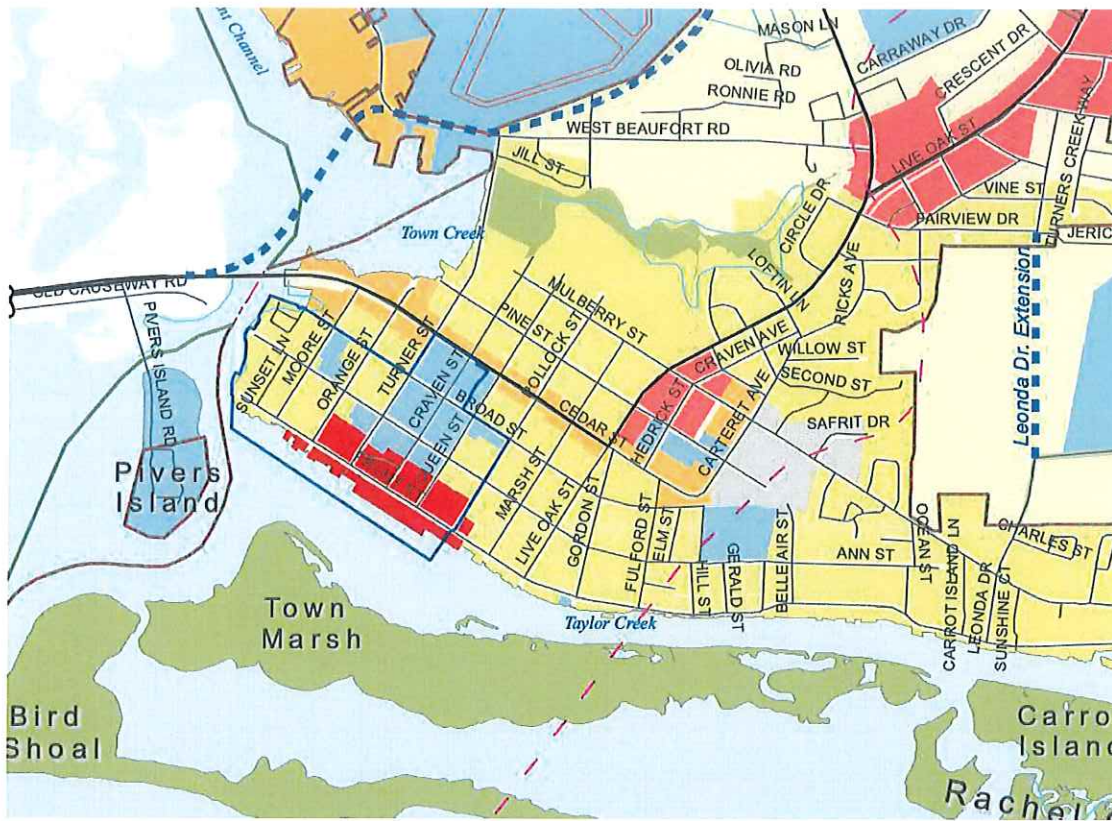 nt Channel
MASON LN
CARRAWAY DR
CRESCENT DR
OLIVIA RD
RONNIE RD
WEST BEAUFORT RD
LIVE OAK ST
TURNERS CREEK WAY
JILL ST
VINE ST
FAIRVIEW DR
JERIC
Town Creek
CIRCLE DR
LOFTIN LN
RICKS AVE
OLD CAUSEWAY RD
PIVERS ISLAND RD
MULBERRY ST
PINE ST
POLLOCK ST
CRAVEN AVE
WILLOW ST
SECOND ST
Leonda Dr. Extension
SUNSET LN
MOORE ST
ORANGE ST
TURNER ST
CRAVEN ST
QUEEN ST
BROAD ST
CEDAR ST
HEDRICK ST
CARTERET AVE
SAFRIT DR
Pivers
Island
MARSH ST
LIVE OAK ST
GORDON ST
FULFORD ST
ELM ST
HILL ST
GERALD ST
BELLE AIR ST
ANN ST
OCEAN ST
CARROT ISLAND LN
LEONDA DR
SUNSHINE CT
CHARLES ST
Town
Marsh
Taylor Creek
Bird
Shoal
Carro
Island
Rachel